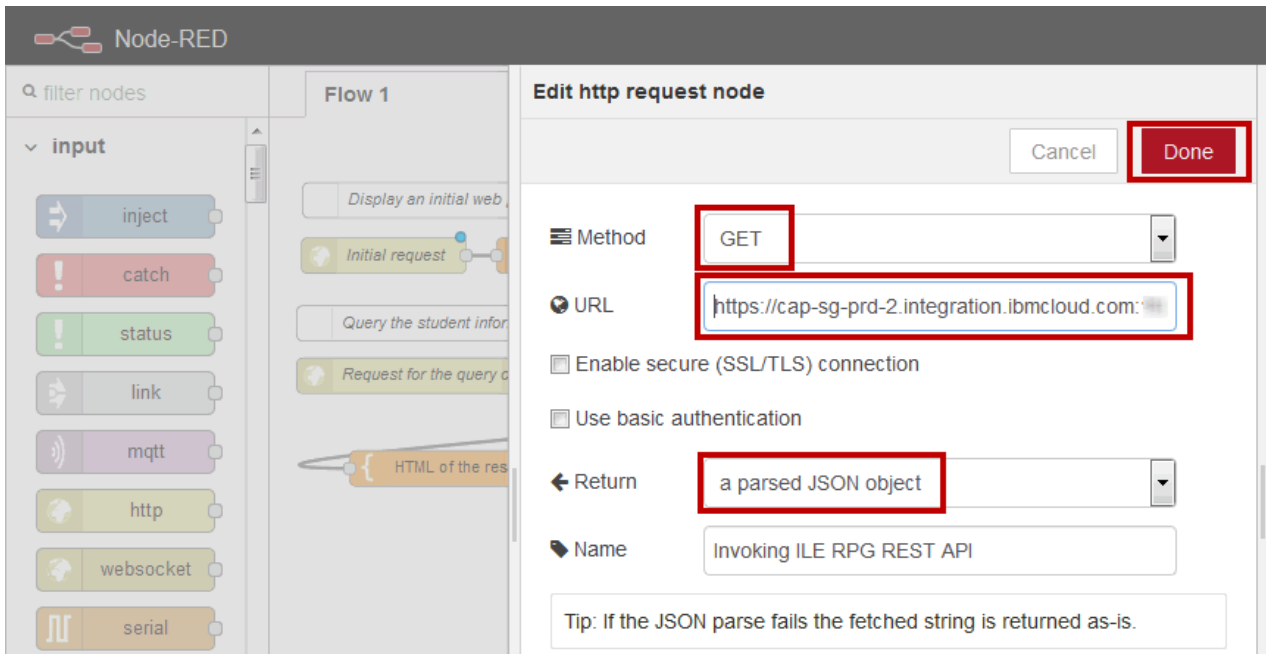 Node-RED
filter nodes
input
inject
catch
status
link
mqtt
http
websocket
serial
Flow 1
Display an initial web
Initial request
Query the student infor
Request for the query
HTML of the res
Edit http request node
Cancel
Done
Method
GET
URL
https://cap-sg-prd-2.integration.ibmcloud.com:
Enable secure (SSL/TLS) connection
Use basic authentication
Return
a parsed JSON object
Name
Invoking ILE RPG REST API
Tip: If the JSON parse fails the fetched string is returned as-is.